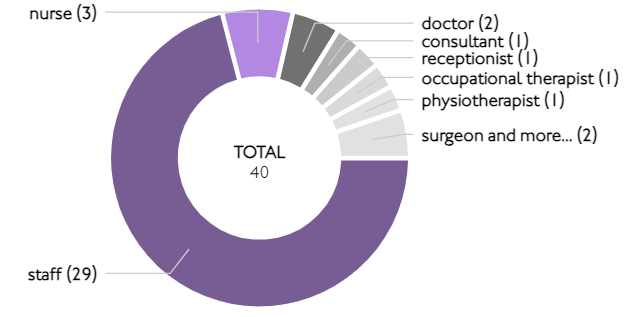 nurse (3)
doctor (2)
consultant (1)
receptionist (1)
occupational therapist (1)
physiotherapist (1)
surgeon and more... (2)
TOTAL
40
staff (29)